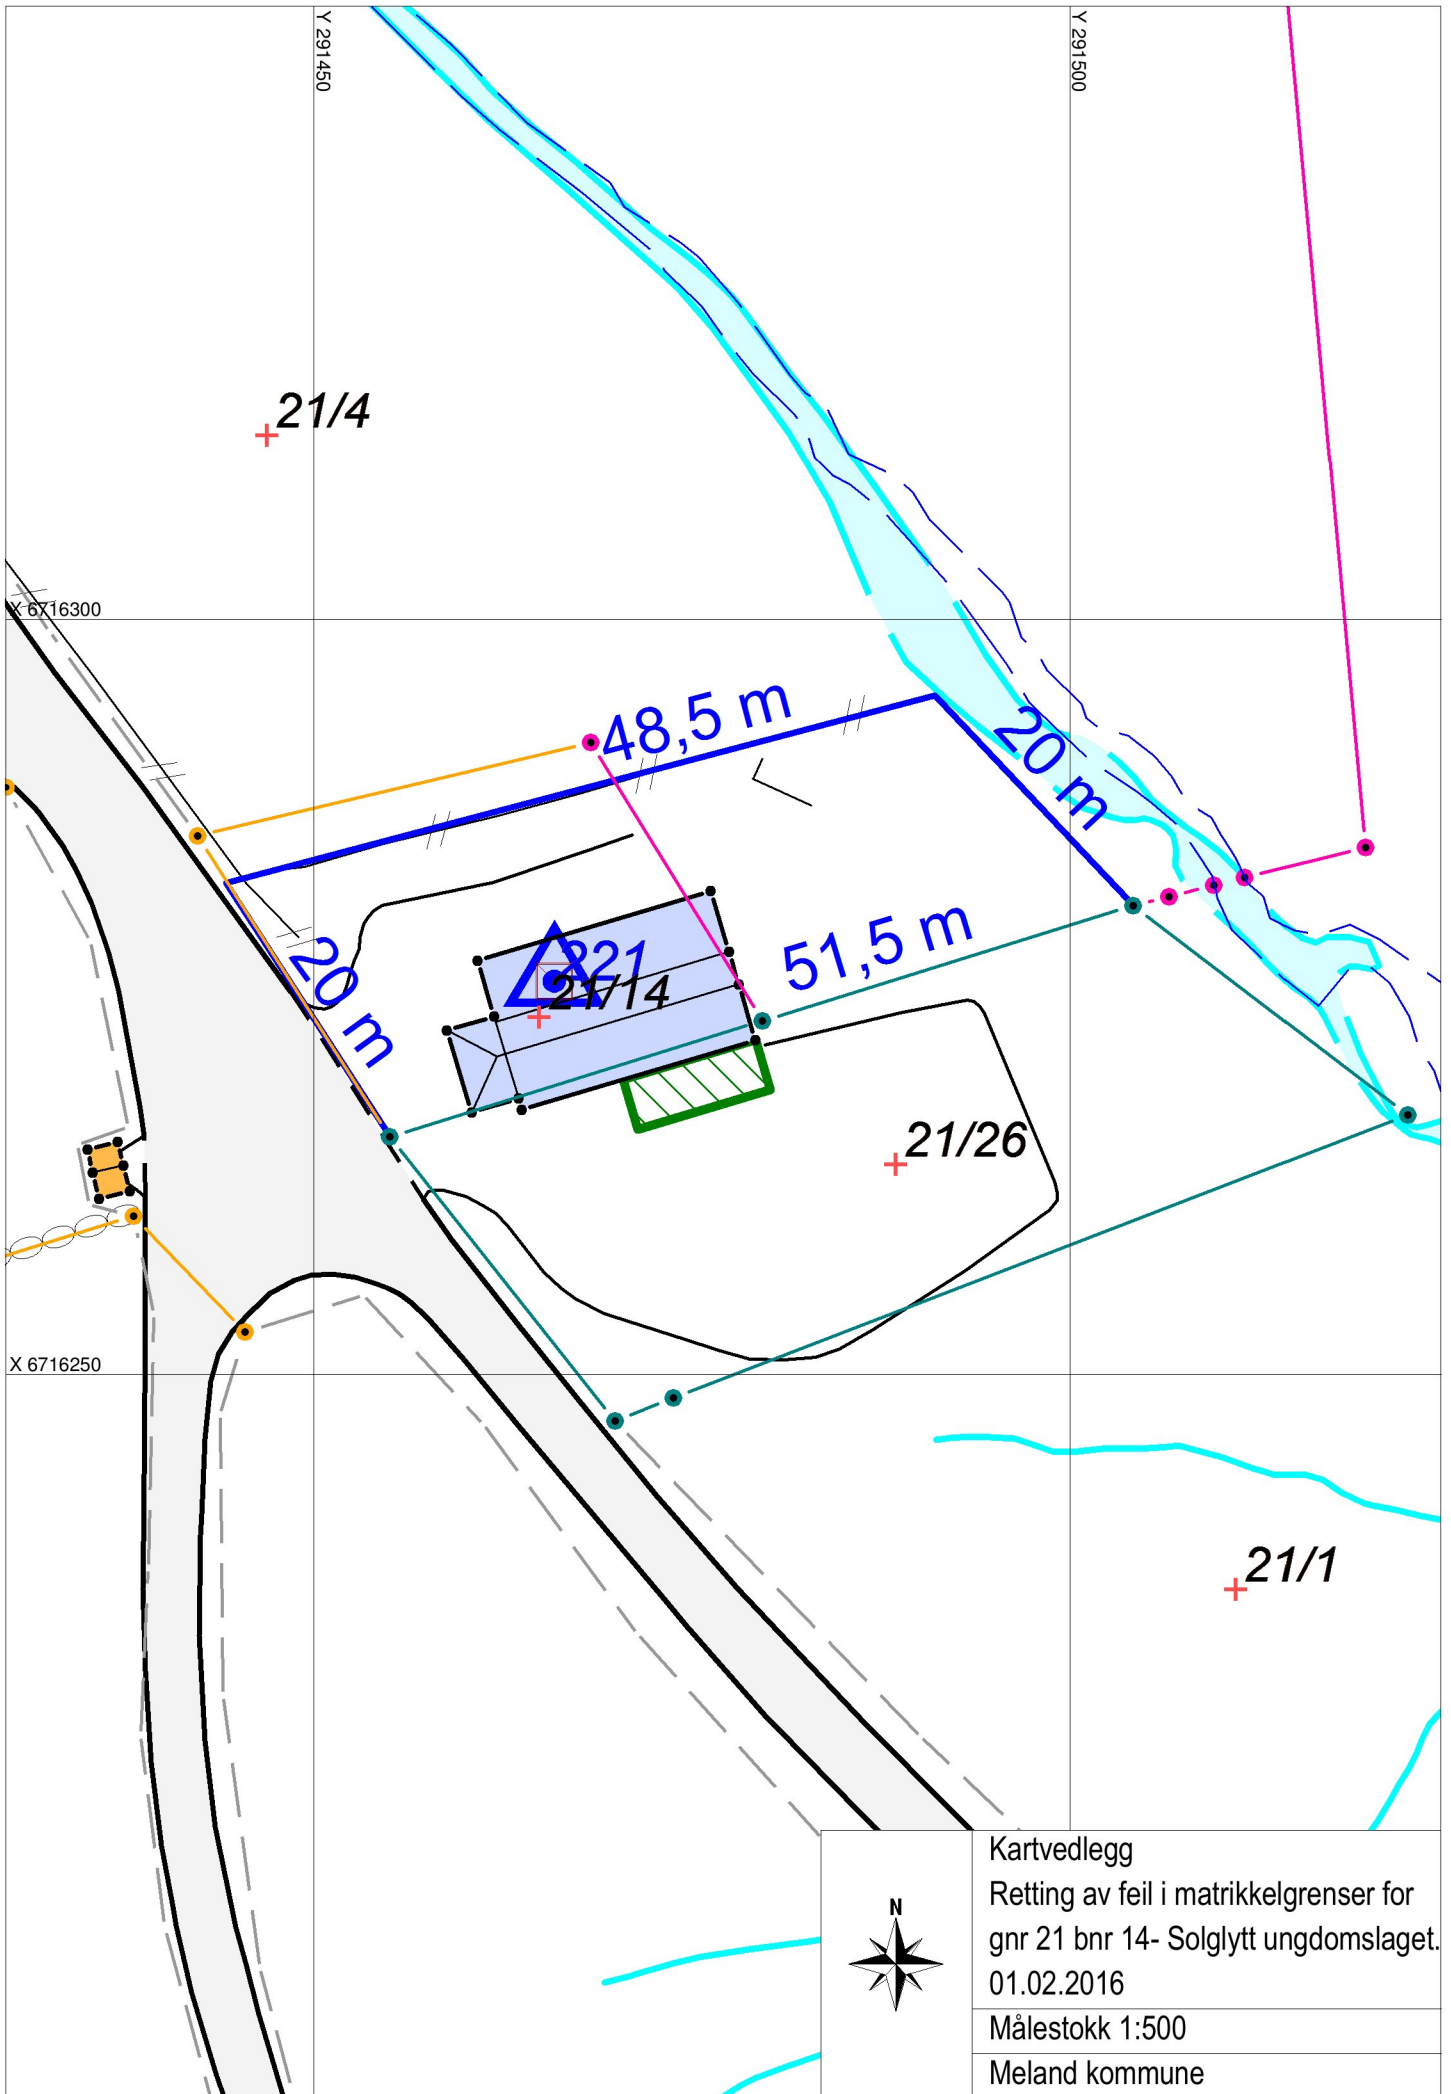 Y 291450
Y 291500
21/4
X 6716300
48,5 m
20 m
51,5 m
20 m
221
21/14
21/26
X 6716250
21/1
N
Kartvedlegg
Retting av feil i matrikkelgrenser for
gnr 21 bnr 14- Solglytt ungdomslaget.
01.02.2016
Målestokk 1:500
Meland kommune